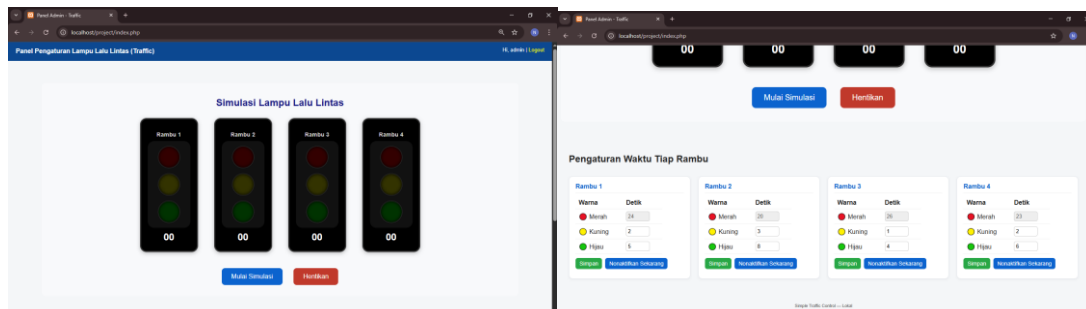 Panel Admin - Traffic
localhost/project/index.php
Panel Pengaturan Lampu Lalu Lintas (Traffic)
Hi, admin | Logout
Simulasi Lampu Lalu Lintas
Rambu 1 Rambu 2 Rambu 3 Rambu 4
00 00 00 00
Mulai Simulasi Hentikan
Panel Admin - Traffic
localhost/project/index.php
00 00 00 00
Mulai Simulasi Hentikan
Pengaturan Waktu Tiap Rambu
Rambu 1
Warna Detik
Merah 24
Kuning 2
Hijau 5
Simpan Nonaktifkan Sekarang
Rambu 2
Warna Detik
Merah 20
Kuning 3
Hijau 8
Simpan Nonaktifkan Sekarang
Rambu 3
Warna Detik
Merah 26
Kuning 1
Hijau 4
Simpan Nonaktifkan Sekarang
Rambu 4
Warna Detik
Merah 23
Kuning 2
Hijau 6
Simpan Nonaktifkan Sekarang
Simple Traffic Control — Lokal